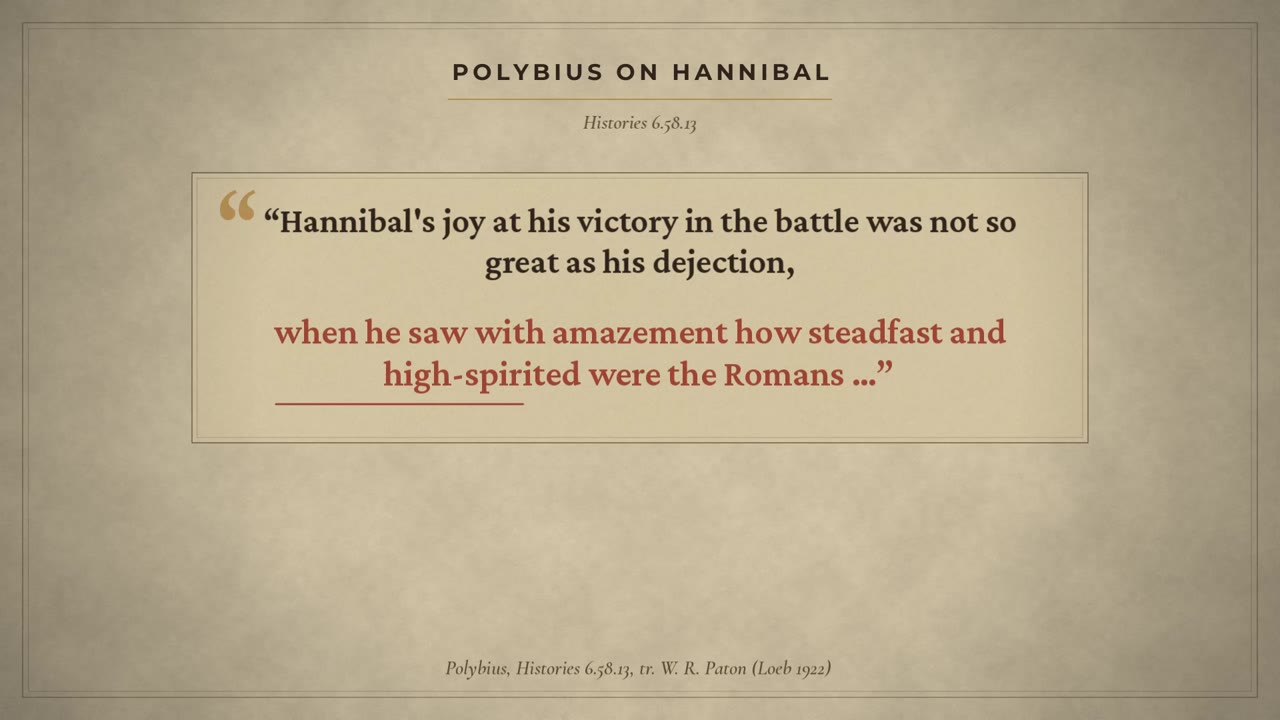 POLYBIUS ON HANNIBAL
Histories 6.58.13
“
“Hannibal's joy at his victory in the battle was not so
great as his dejection,
when he saw with amazement how steadfast and
high-spirited were the Romans ...”
Polybius, Histories 6.58.13, tr. W. R. Paton (Loeb 1922)